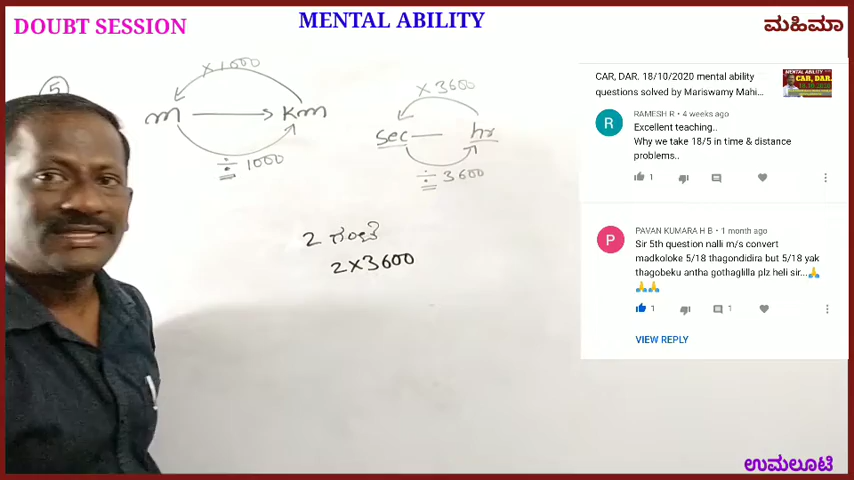 DOUBT SESSION
MENTAL ABILITY
ಮಹಿಮಾ
5
× 1000
m
km
÷ 1000
× 3600
sec
hr
÷ 3600
2 ಗಂಟೆ
2×3600
CAR, DAR. 18/10/2020 mental ability
questions solved by Mariswamy Mahi...
MENTAL ABILITY
CAR, DAR.
18.10.2020
R
RAMESH R • 4 weeks ago
Excellent teaching..
Why we take 18/5 in time & distance
problems..
1
P
PAVAN KUMARA H B • 1 month ago
Sir 5th question nalli m/s convert
madkoloke 5/18 thagondidira but 5/18 yak
thagobeku antha gothaglilla plz heli sir...🙏
🙏🙏
1
1
VIEW REPLY
ಉಮಲೂಟಿ